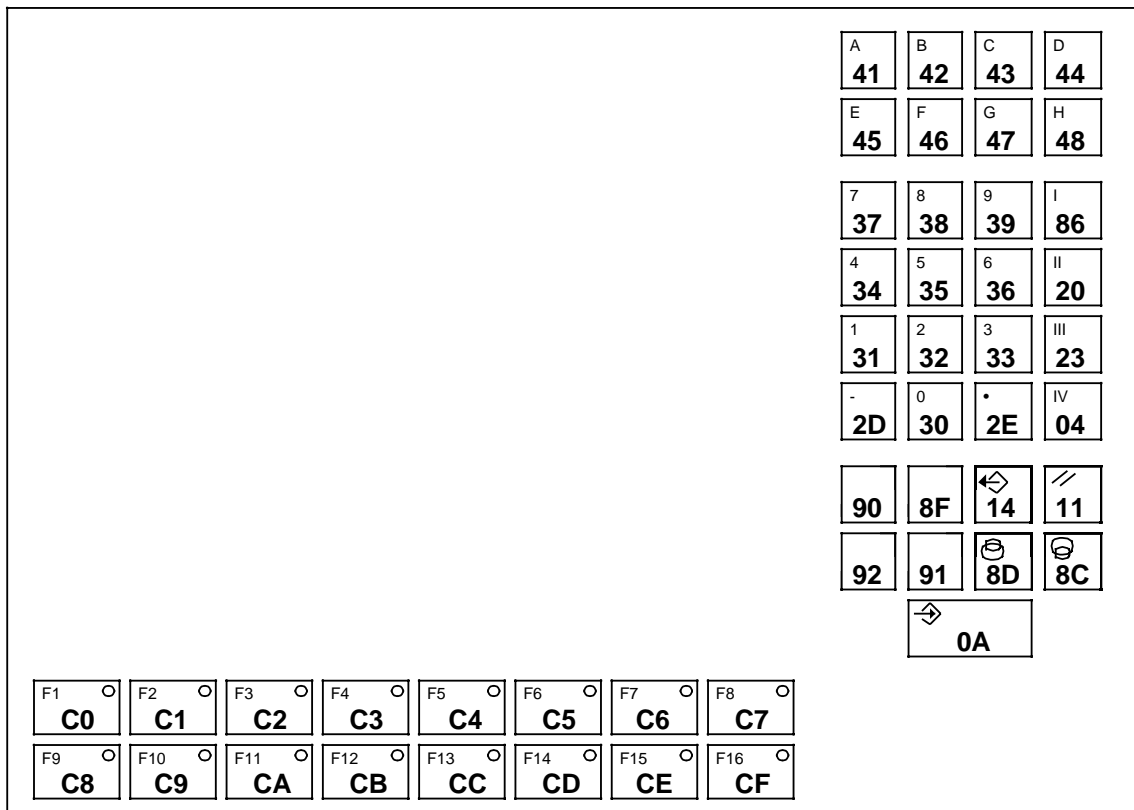 A B C D
41 42 43 44
E F G H
45 46 47 48
7 8 9 I
37 38 39 86
4 5 6 II
34 35 36 20
1 2 3 III
31 32 33 23
- 0 •
IV
2D 30 2E 04
90 8F 14 11
92 91 8D 8C
0A
F1 F2 F3 F4 F5 F6 F7 F8
C0 C1 C2 C3 C4 C5 C6 C7
F9 F10 F11 F12 F13 F14 F15 F16
C8 C9 CA CB CC CD CE CF